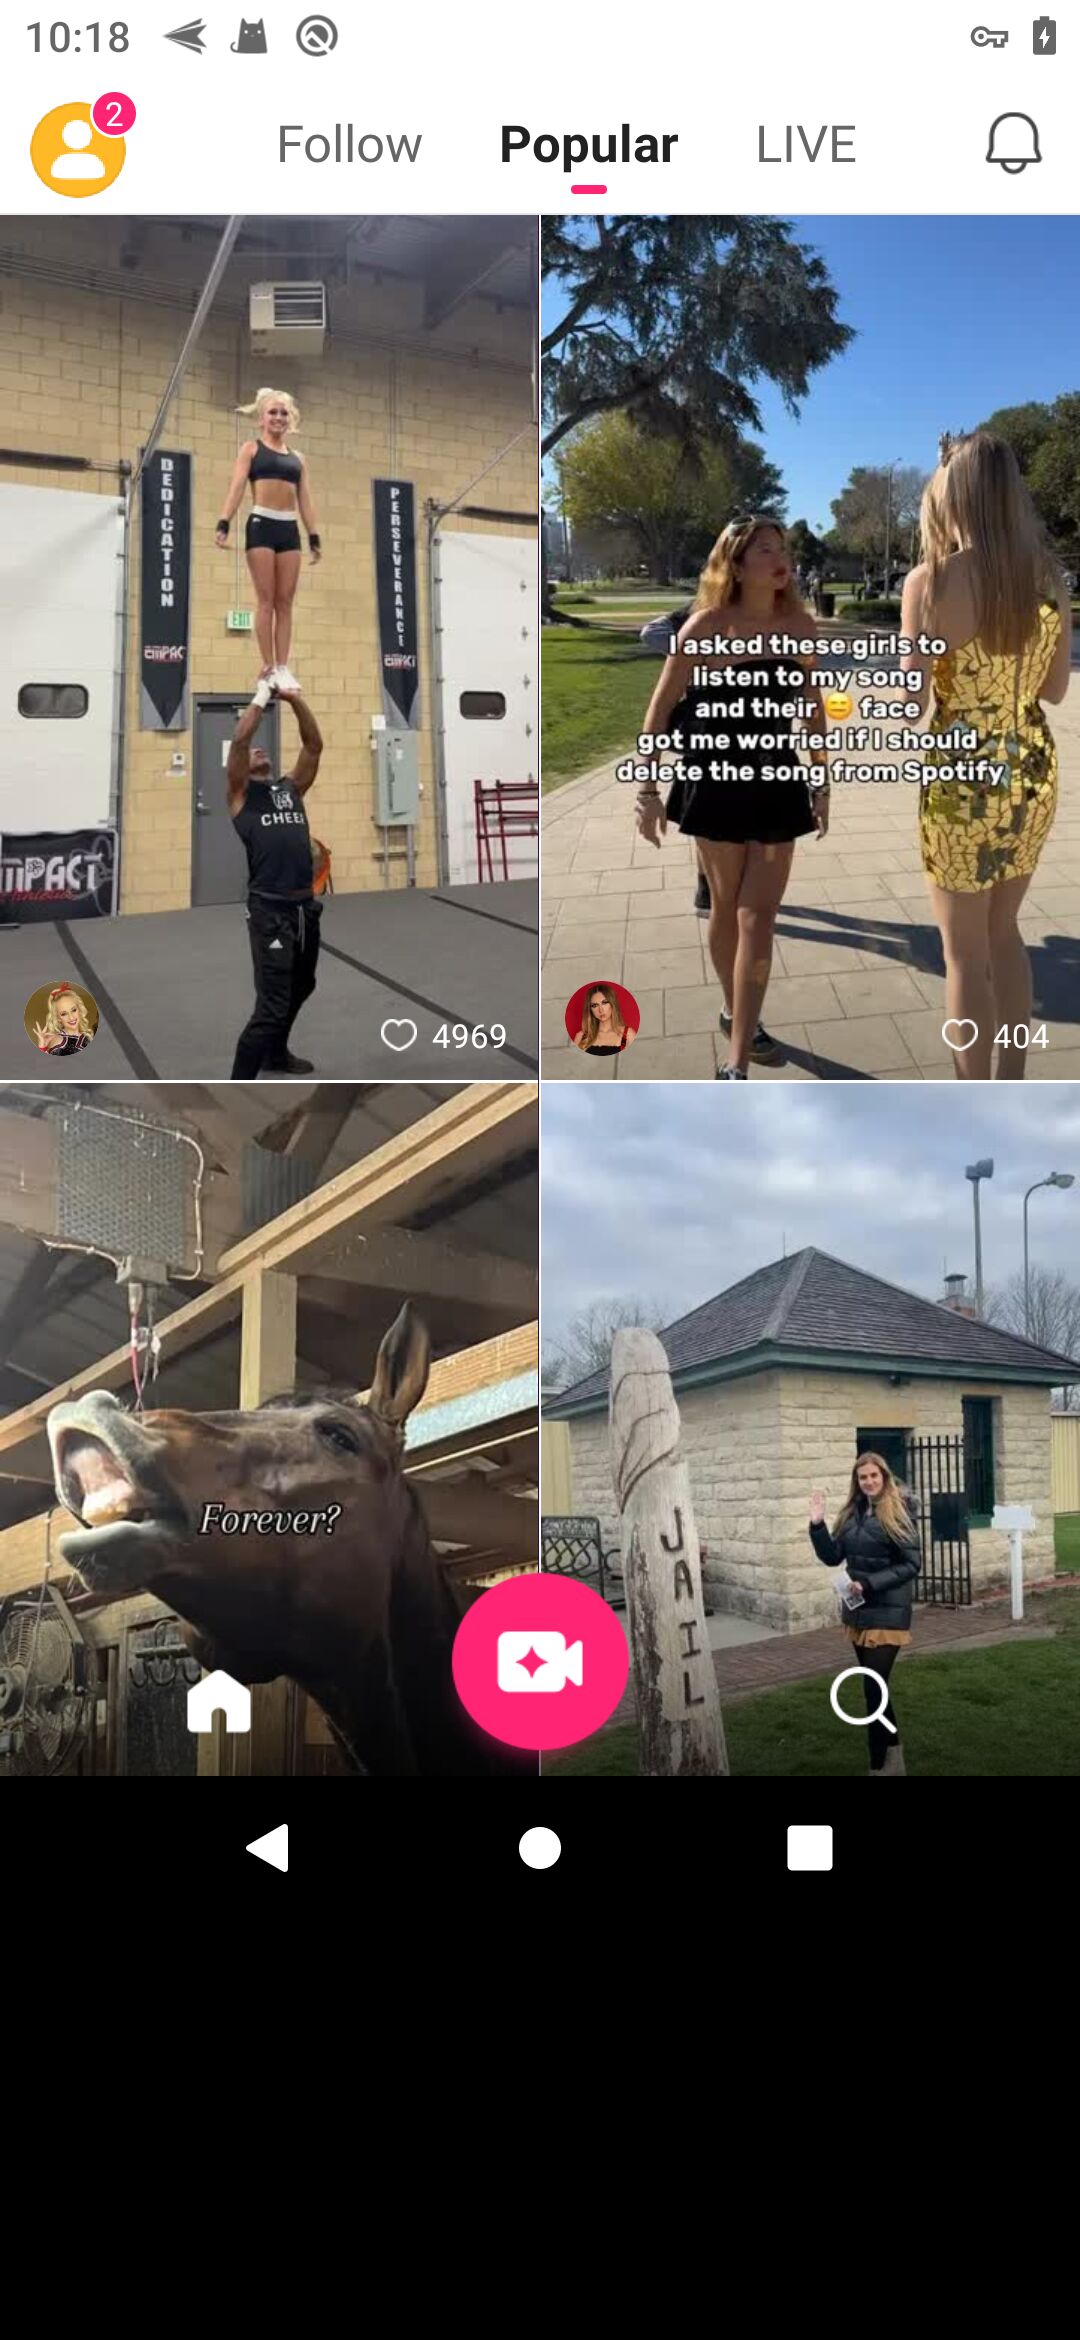 10:18
2
Follow
Popular
LIVE
DEDICATION
PERSEVERANCE
EXIT
CHEER
IMPACT
4969
I asked these girls to
listen to my song
and their 😑 face
got me worried if I should
delete the song from Spotify
404
Forever?
JAIL